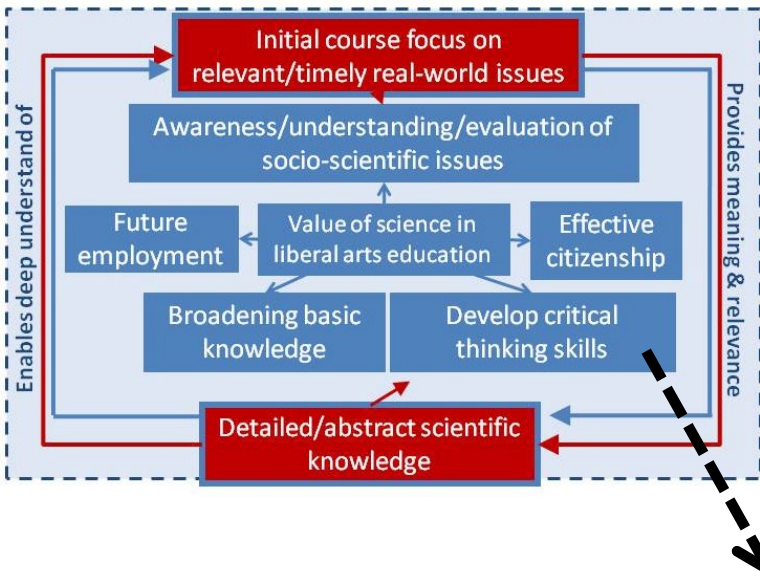 Initial course focus on
relevant/timely real-world issues
Awareness/understanding/evaluation of
socio-scientific issues
Future
employment
Value of science in
liberal arts education
Effective
citizenship
Broadening basic
knowledge
Develop critical
thinking skills
Detailed/abstract scientific
knowledge
Enables deep understand of
Provides meaning & relevance